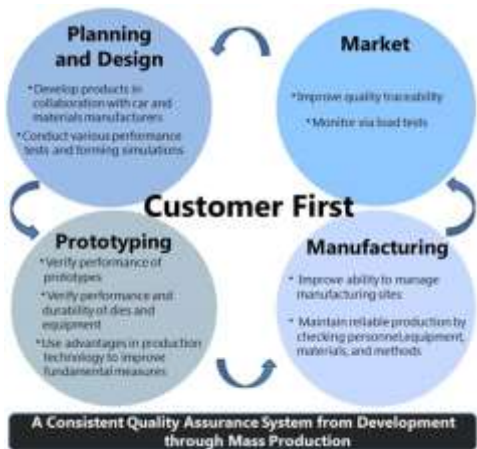 Planning
and Design
•Develop products in
collaboration with car and
materials manufacturers
•Conduct various performance
tests and forming simulations
Market
•Improve quality traceability
•Monitor via load tests
Customer First
Prototyping
•Verify performance of
prototypes
•Verify performance and
durability of dies and
equipment
•Use advantages in production
technology to improve
fundamental measures
Manufacturing
• Improve ability to manage
manufacturing sites
• Maintain reliable production by
checking personnel,equipment,
materials, and methods
A Consistent Quality Assurance System from Development
through Mass Production